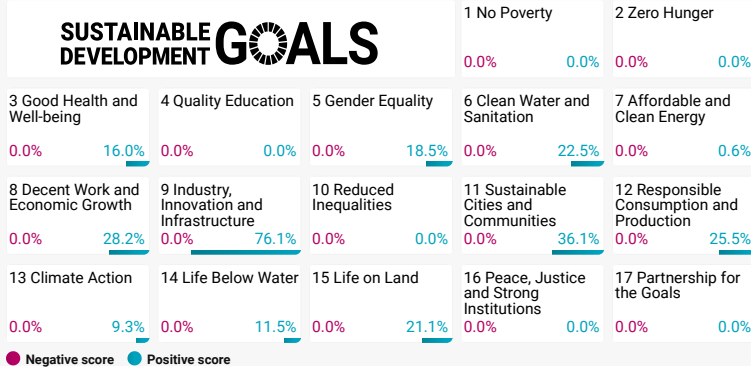 SUSTAINABLE
DEVELOPMENT GOALS
1 No Poverty
0.0% 0.0%
2 Zero Hunger
0.0% 0.0%
3 Good Health and
Well-being
0.0% 16.0%
4 Quality Education
0.0% 0.0%
5 Gender Equality
0.0% 18.5%
6 Clean Water and
Sanitation
0.0% 22.5%
7 Affordable and
Clean Energy
0.0% 0.6%
8 Decent Work and
Economic Growth
0.0% 28.2%
9 Industry,
Innovation and
Infrastructure
0.0% 76.1%
10 Reduced
Inequalities
0.0% 0.0%
11 Sustainable
Cities and
Communities
0.0% 36.1%
12 Responsible
Consumption and
Production
0.0% 25.5%
13 Climate Action
0.0% 9.3%
14 Life Below Water
0.0% 11.5%
15 Life on Land
0.0% 21.1%
16 Peace, Justice
and Strong
Institutions
0.0% 0.0%
17 Partnership for
the Goals
0.0% 0.0%
Negative score Positive score